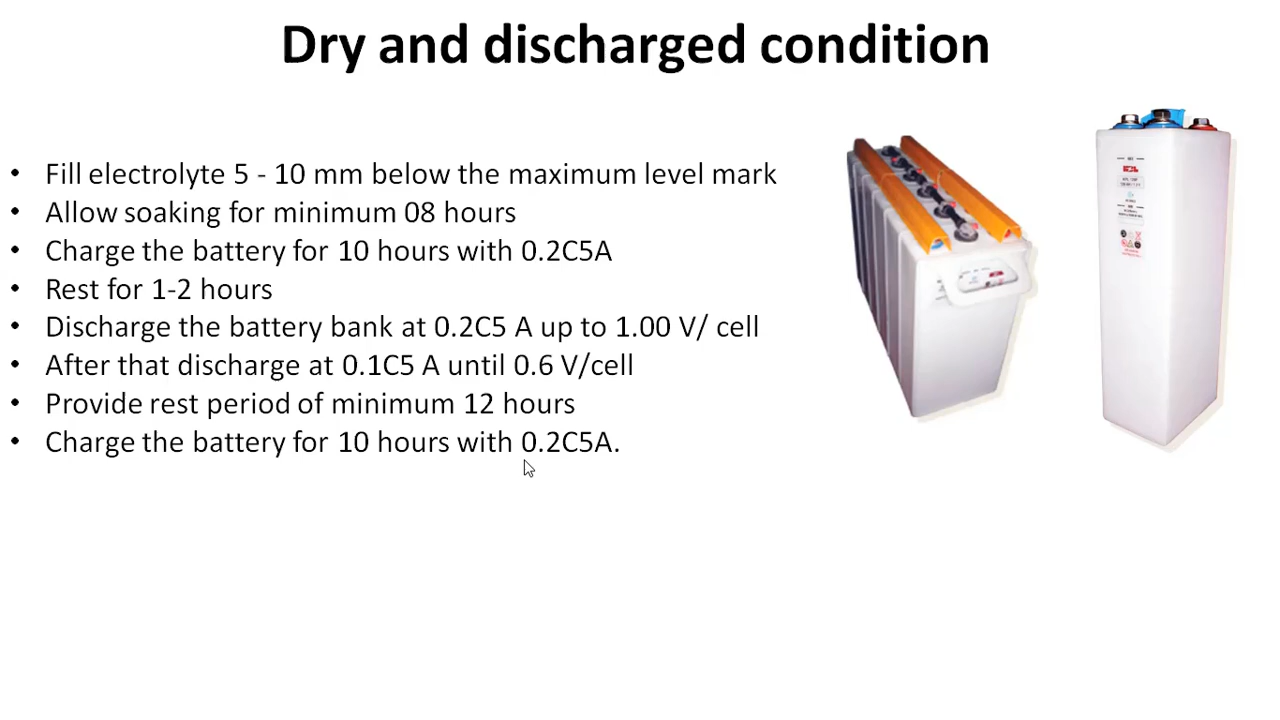 Dry and discharged condition
• Fill electrolyte 5 - 10 mm below the maximum level mark
• Allow soaking for minimum 08 hours
• Charge the battery for 10 hours with 0.2C5A
• Rest for 1-2 hours
• Discharge the battery bank at 0.2C5 A up to 1.00 V/ cell
• After that discharge at 0.1C5 A until 0.6 V/cell
• Provide rest period of minimum 12 hours
• Charge the battery for 10 hours with 0.2C5A.